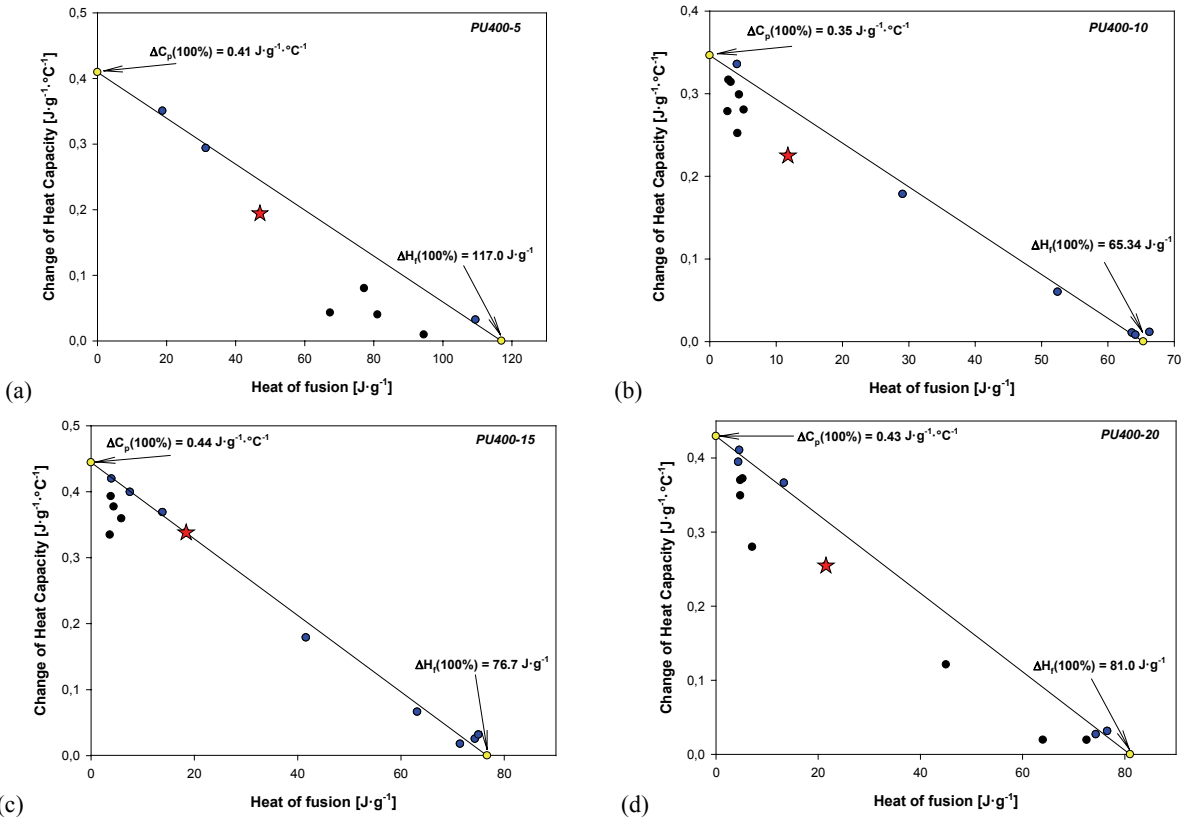 (a)
PU400-5
ΔCp(100%) = 0.41 J·g⁻¹·°C⁻¹
ΔHf(100%) = 117.0 J·g⁻¹
Change of Heat Capacity [J·g⁻¹·°C⁻¹]
0,5
0,4
0,3
0,2
0,1
0,0
0 20 40 60 80 100 120
Heat of fusion [J·g⁻¹]
(b)
PU400-10
ΔCp(100%) = 0.35 J·g⁻¹·°C⁻¹
ΔHf(100%) = 65.34 J·g⁻¹
Change of Heat Capacity [J·g⁻¹·°C⁻¹]
0,4
0,3
0,2
0,1
0,0
0 10 20 30 40 50 60 70
Heat of fusion [J·g⁻¹]
(c)
PU400-15
ΔCp(100%) = 0.44 J·g⁻¹·°C⁻¹
ΔHf(100%) = 76.7 J·g⁻¹
Change of Heat Capacity [J·g⁻¹·°C⁻¹]
0,5
0,4
0,3
0,2
0,1
0,0
0 20 40 60 80
Heat of fusion [J·g⁻¹]
(d)
PU400-20
ΔCp(100%) = 0.43 J·g⁻¹·°C⁻¹
ΔHf(100%) = 81.0 J·g⁻¹
Change of Heat Capacity [J·g⁻¹·°C⁻¹]
0,4
0,3
0,2
0,1
0,0
0 20 40 60 80
Heat of fusion [J·g⁻¹]